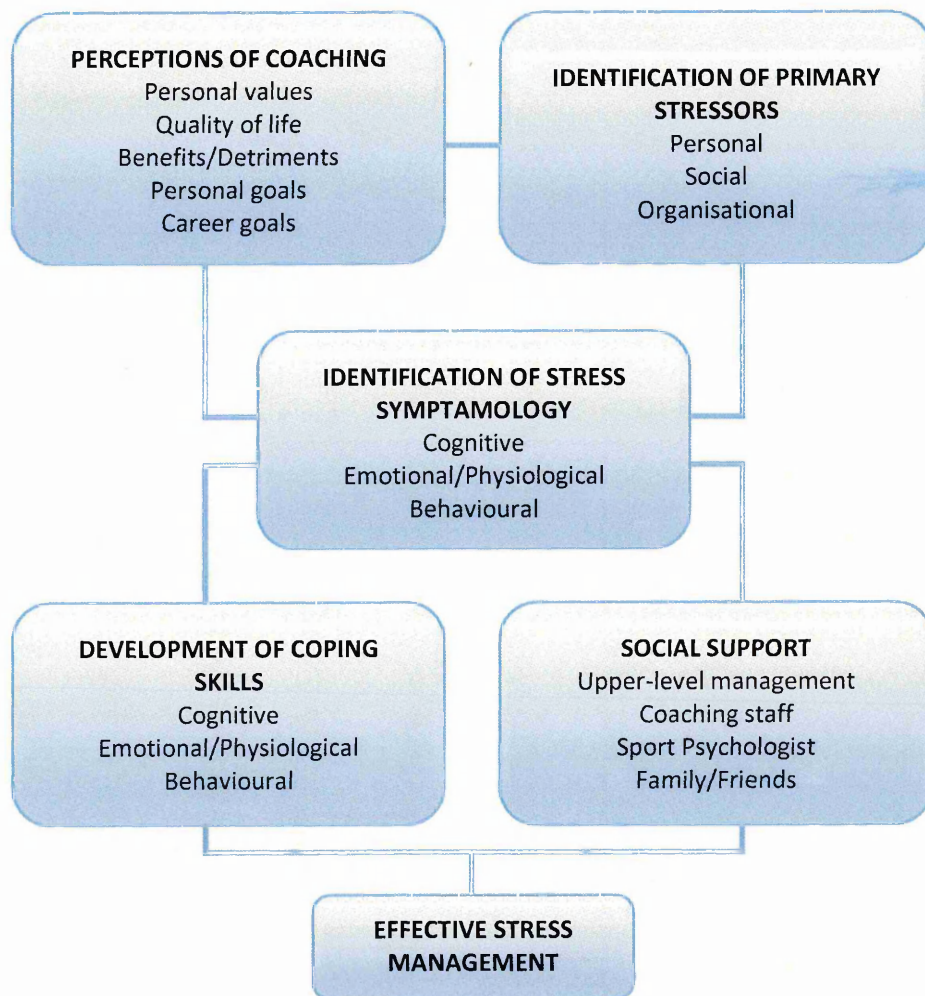 PERCEPTIONS OF COACHING
Personal values
Quality of life
Benefits/Detriments
Personal goals
Career goals
IDENTIFICATION OF PRIMARY
STRESSORS
Personal
Social
Organisational
IDENTIFICATION OF STRESS
SYMPTAMOLOGY
Cognitive
Emotional/Physiological
Behavioural
DEVELOPMENT OF COPING
SKILLS
Cognitive
Emotional/Physiological
Behavioural
SOCIAL SUPPORT
Upper-level management
Coaching staff
Sport Psychologist
Family/Friends
EFFECTIVE STRESS
MANAGEMENT